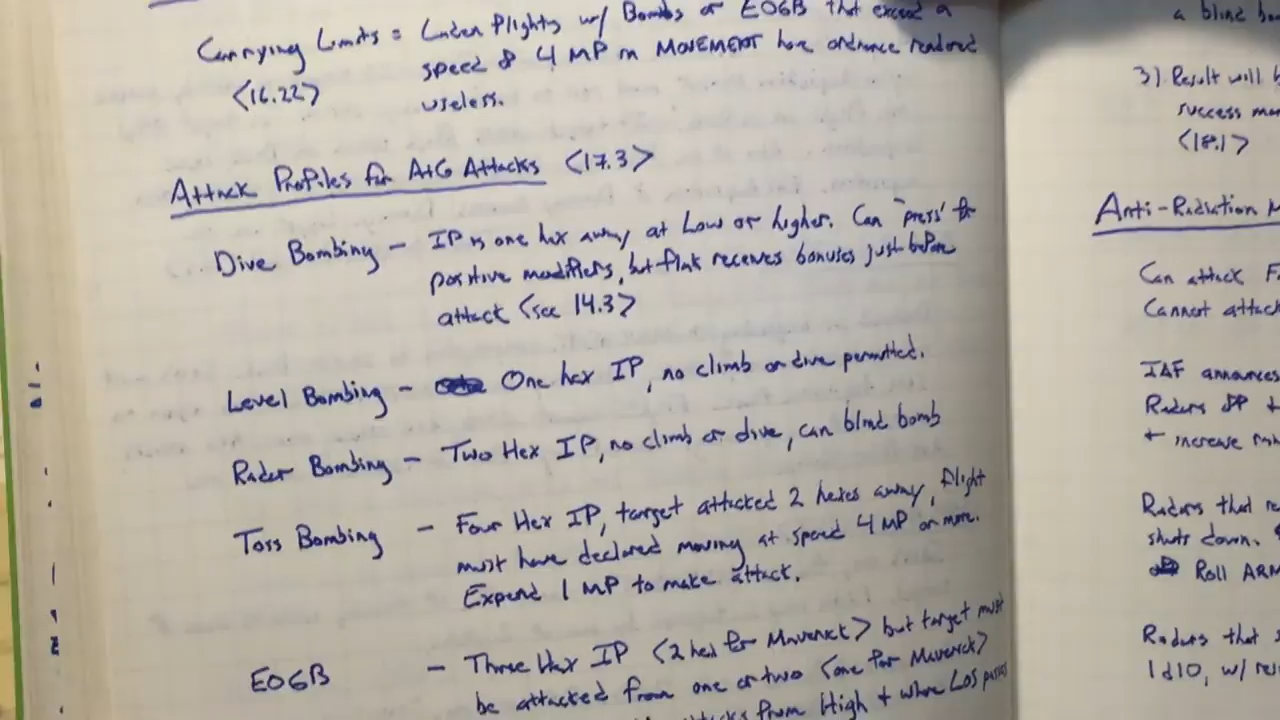 Carrying Limits = Laden Flights w/ Bombs or EOGB that exceed a
speed of 4 MP in MOVEMENT have ordnance rendered
<16.22> useless.
Attack Profiles for AtG Attacks <17.3>
Dive Bombing - IP is one hex away at Low or higher. Can "press" for
positive modifiers, but flak receives bonuses just before
attack <see 14.3>
Level Bombing - One hex IP, no climb or dive permitted.
Radar Bombing - Two Hex IP, no climb or dive, can blind bomb
Toss Bombing - Four Hex IP, target attacked 2 hexes away, flight
must have declared moving at speed 4 MP or more.
Expend 1 MP to make attack.
EOGB - Three Hex IP <2 hex for Maverick> but target must
be attacked from one or two <one for Maverick>
attacks from High + where LOS passes
a blind
3). Result will
success
<18.1>
Anti-Radiation
Can attack
Cannot attack
IAF announces
Radars
+ increase
Radars that
shuts down.
Roll ARM
Radars that
1d10, w/